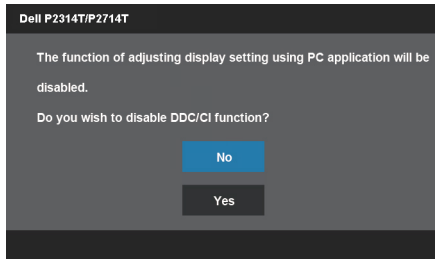 Dell P2314T/P2714T
The function of adjusting display setting using PC application will be
disabled.
Do you wish to disable DDC/CI function?
No
Yes